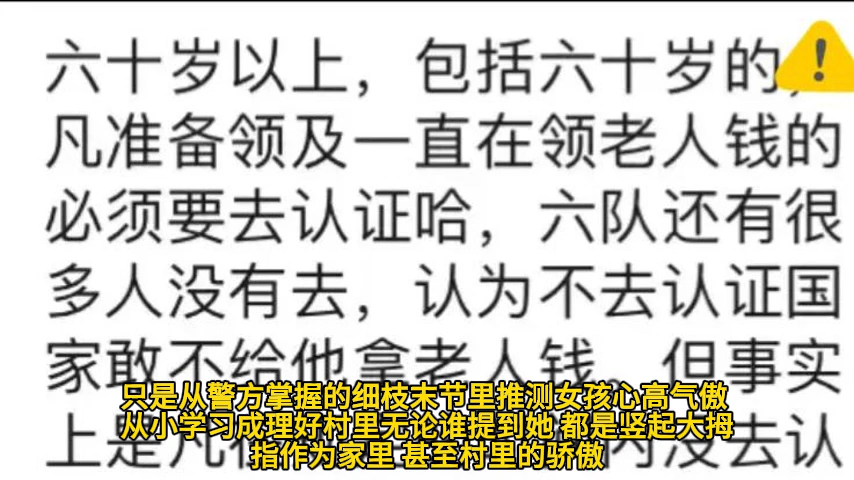 六十岁以上，包括六十岁的，
凡准备领及一直在领老人钱的
必须要去认证哈，六队还有很
多人没有去，认为不去认证国
家敢不给他拿老人钱，但事实
上是凡
内没去认
只是从警方掌握的细枝末节里推测女孩心高气傲
从小学习成理好村里无论谁提到她 都是竖起大拇
指作为家里 甚至村里的骄傲